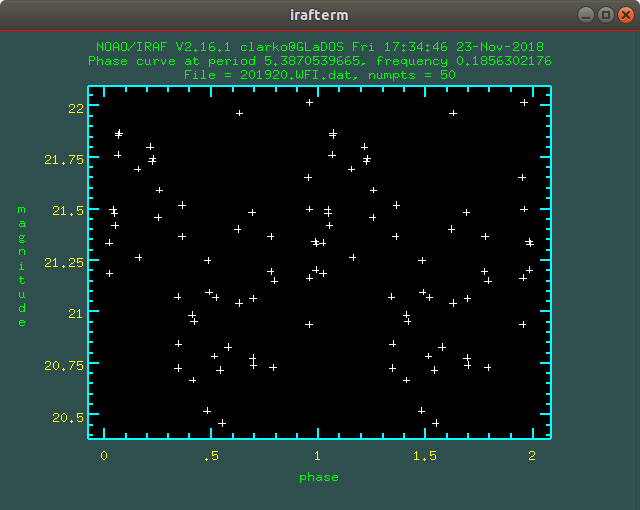 irafterm
NOAO/IRAF V2.16.1 clarko@GLaDOS Fri 17:34:46 23-Nov-2018
Phase curve at period 5.3870539665, frequency 0.1856302176
File = 201920.WFI.dat, numpts = 50
22
21.75
21.5
21.25
21
20.75
20.5
magnitude
0
.5
1
1.5
2
phase